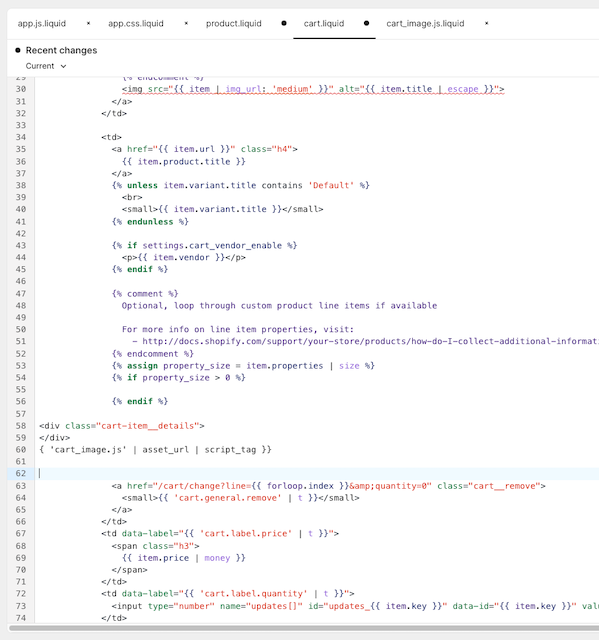 app.js.liquid × app.css.liquid × product.liquid ● cart.liquid ● cart_image.js.liquid ×
● Recent changes
Current
29 {% endcomment %}
30 <img src="{{ item | img_url: 'medium' }}" alt="{{ item.title | escape }}">
31 </a>
32 </td>
33
34 <td>
35 <a href="{{ item.url }}" class="h4">
36 {{ item.product.title }}
37 </a>
38 {% unless item.variant.title contains 'Default' %}
39 <br>
40 <small>{{ item.variant.title }}</small>
41 {% endunless %}
42
43 {% if settings.cart_vendor_enable %}
44 <p>{{ item.vendor }}</p>
45 {% endif %}
46
47 {% comment %}
48 Optional, loop through custom product line items if available
49
50 For more info on line item properties, visit:
51 - http://docs.shopify.com/support/your-store/products/how-do-I-collect-additional-informati
52 {% endcomment %}
53 {% assign property_size = item.properties | size %}
54 {% if property_size > 0 %}
55
56 {% endif %}
57
58 <div class="cart-item__details">
59 </div>
60 { 'cart_image.js' | asset_url | script_tag }}
61
62
63 <a href="/cart/change?line={{ forloop.index }}&amp;quantity=0" class="cart__remove">
64 <small>{{ 'cart.general.remove' | t }}</small>
65 </a>
66 </td>
67 <td data-label="{{ 'cart.label.price' | t }}">
68 <span class="h3">
69 {{ item.price | money }}
70 </span>
71 </td>
72 <td data-label="{{ 'cart.label.quantity' | t }}">
73 <input type="number" name="updates[]" id="updates_{{ item.key }}" data-id="{{ item.key }}" valu
74 </td>